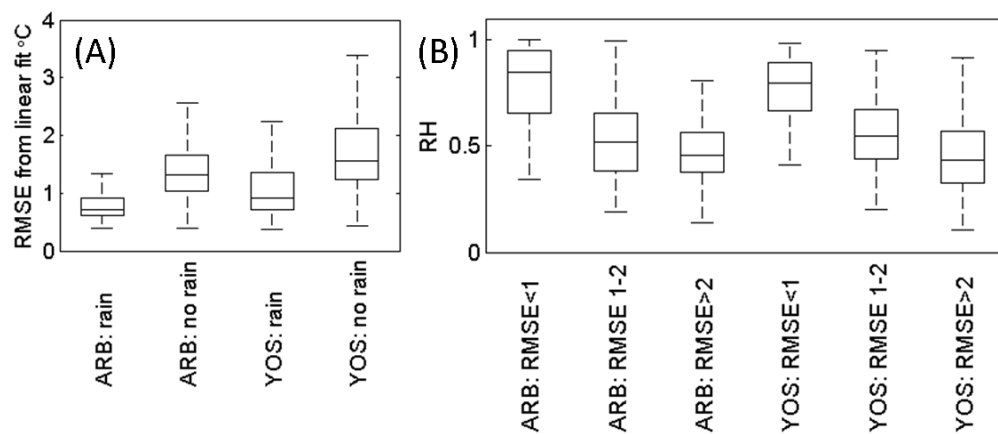 (A)
RMSE from linear fit °C
4
3
2
1
0
ARB: rain
ARB: no rain
YOS: rain
YOS: no rain
(B)
RH
1
0.5
0
ARB: RMSE<1
ARB: RMSE 1-2
ARB: RMSE>2
YOS: RMSE<1
YOS: RMSE 1-2
YOS: RMSE>2